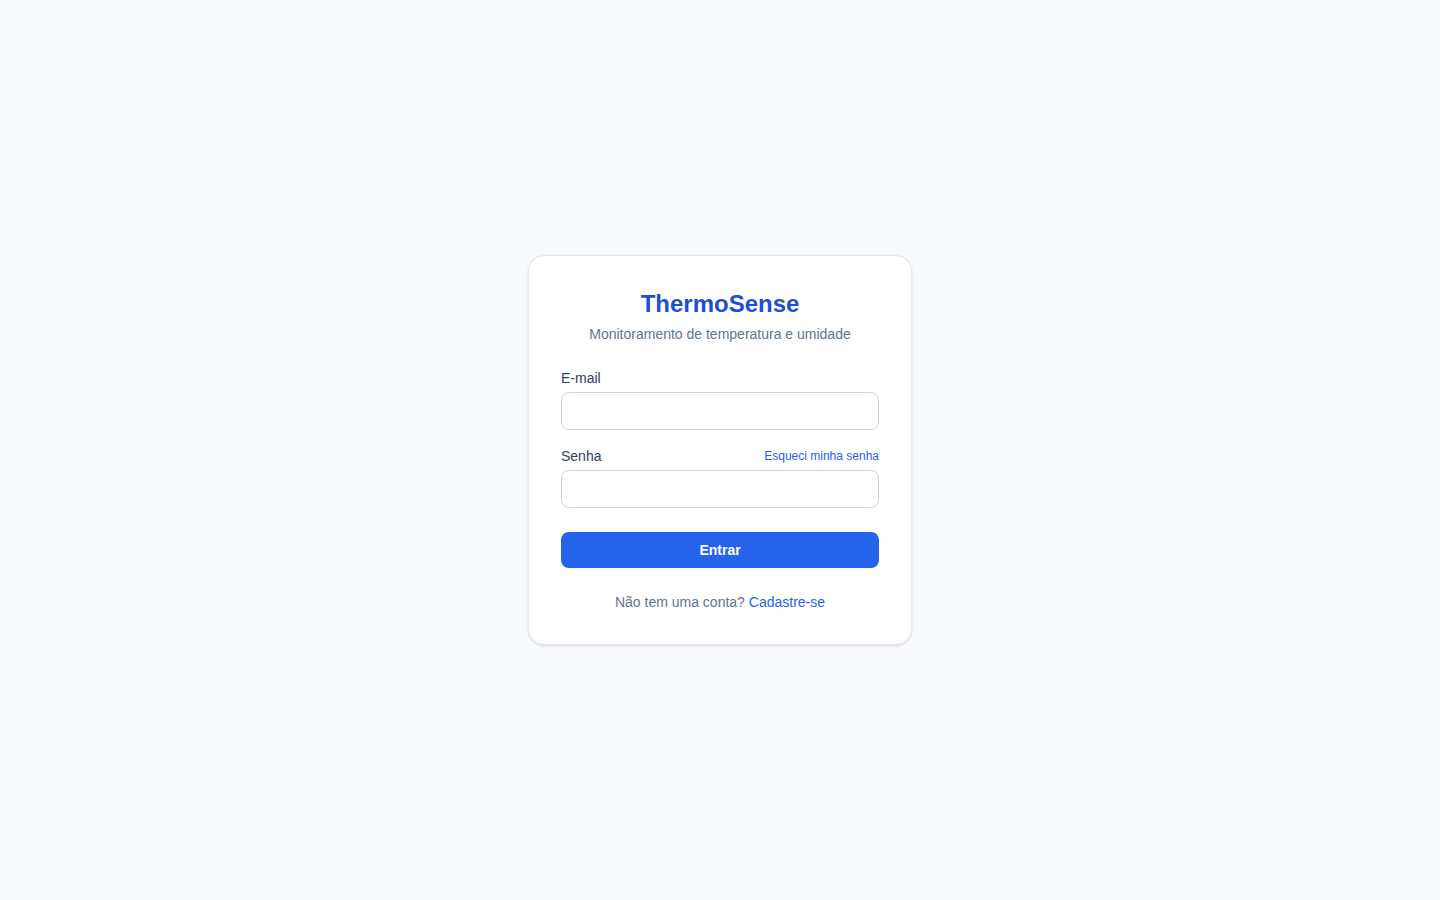 ThermoSense
Monitoramento de temperatura e umidade
E-mail
Senha Esqueci minha senha
Entrar
Não tem uma conta? Cadastre-se